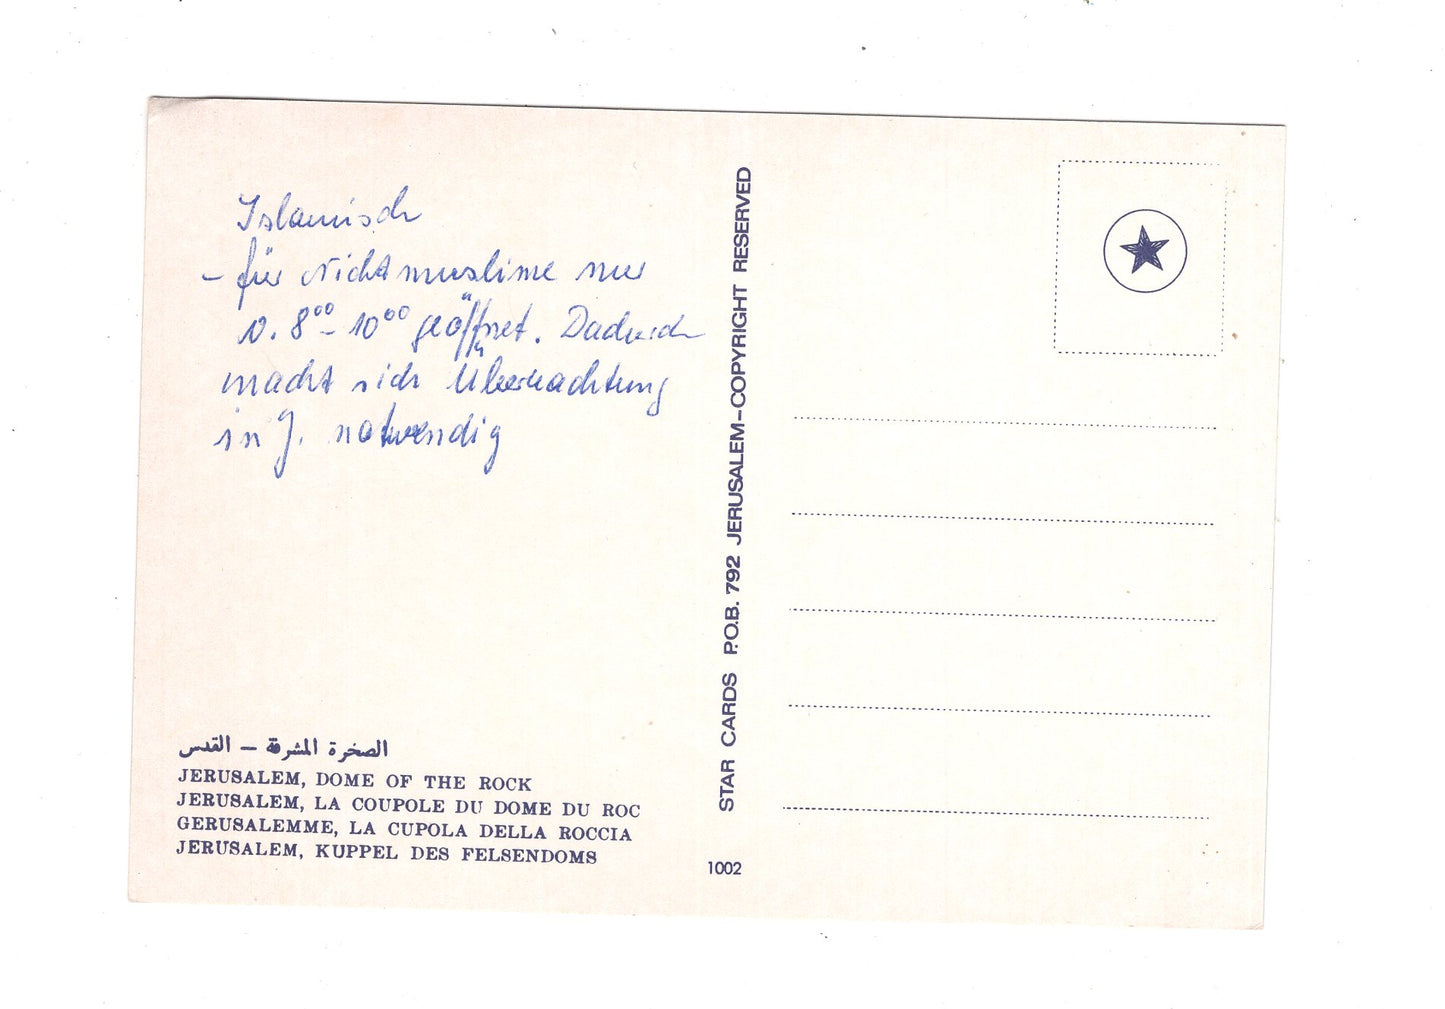 Islamisch
- für Nichtmuslime nur
v. 8⁰⁰ - 10⁰⁰ geöffnet. Dadurch
macht sich Übernachtung
in J. notwendig
الصخرة المشرفة — القدس
JERUSALEM, DOME OF THE ROCK
JERUSALEM, LA COUPOLE DU DOME DU ROC
GERUSALEMME, LA CUPOLA DELLA ROCCIA
JERUSALEM, KUPPEL DES FELSENDOMS
STAR CARDS P.O.B. 792 JERUSALEM-COPYRIGHT RESERVED
1002